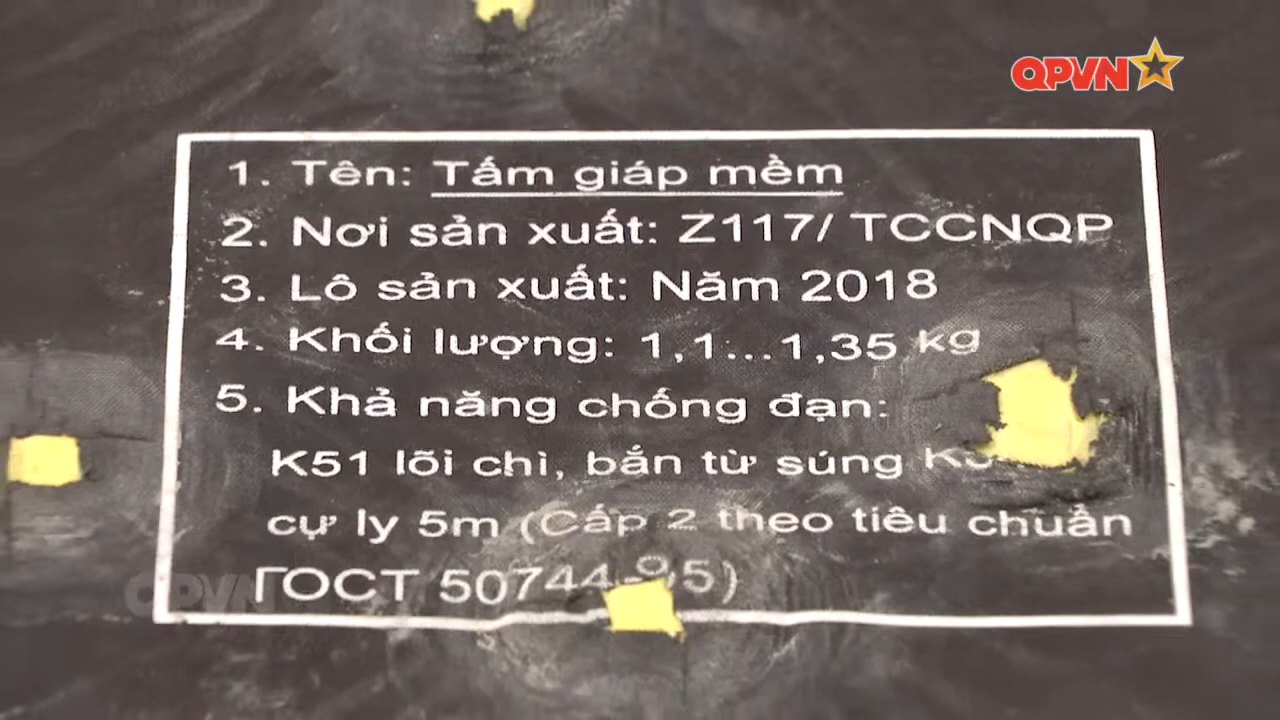 QPVN
1. Tên: Tấm giáp mềm
2. Nơi sản xuất: Z117/ TCCNQP
3. Lô sản xuất: Năm 2018
4. Khối lượng: 1,1...1,35 kg
5. Khả năng chống đạn:
K51 lõi chì, bắn từ súng
cự ly 5m (Cấp 2 theo tiêu chuẩn
ГОСТ 50744-95)
QPVN